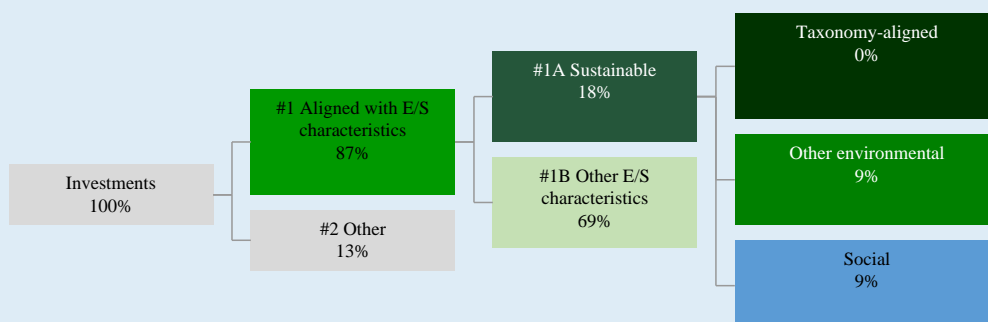 Investments
100%
#1 Aligned with E/S
characteristics
87%
#2 Other
13%
#1A Sustainable
18%
#1B Other E/S
characteristics
69%
Taxonomy-aligned
0%
Other environmental
9%
Social
9%